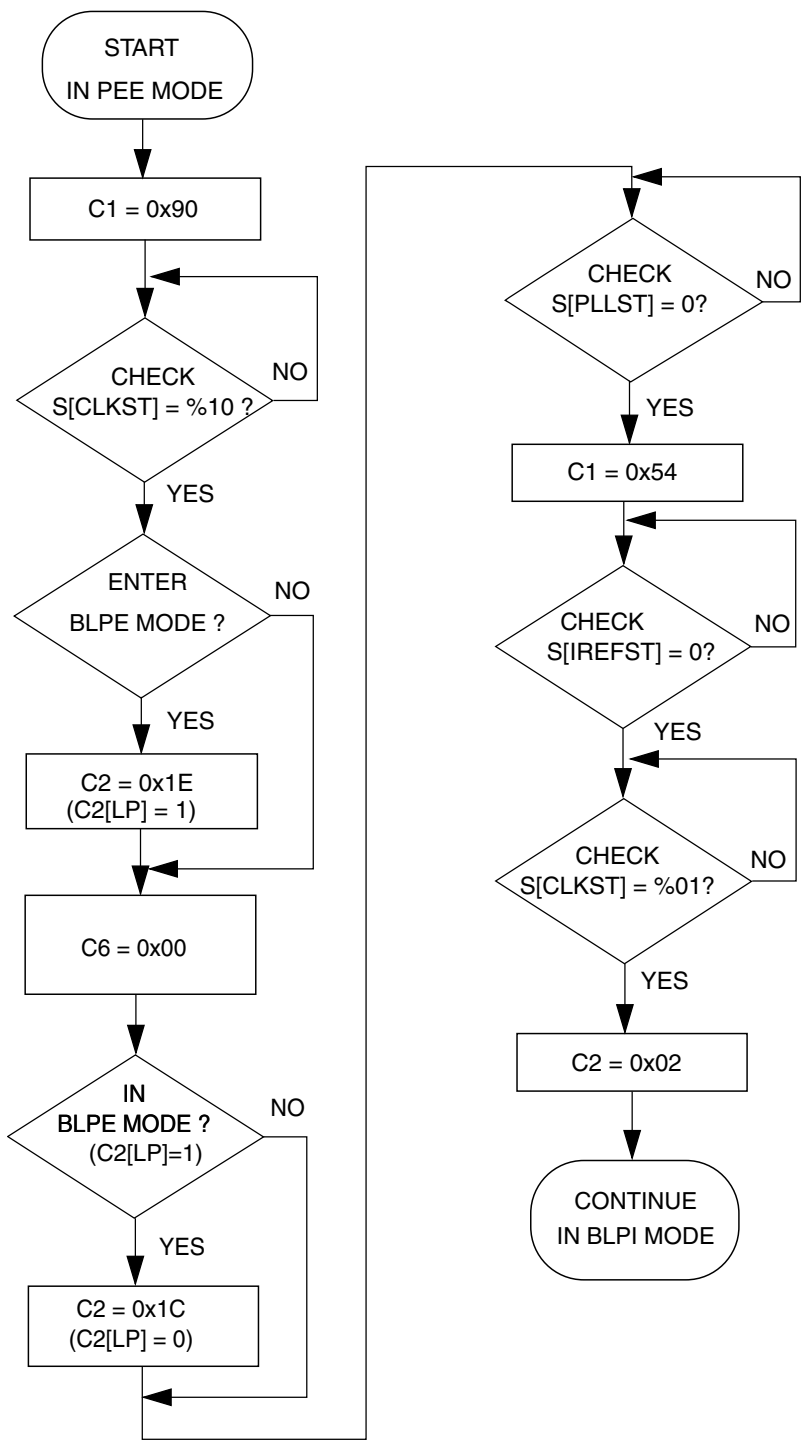 START
IN PEE MODE
C1 = 0x90
CHECK
S[CLKST] = %10 ?
NO
YES
ENTER
BLPE MODE ?
NO
YES
C2 = 0x1E
(C2[LP] = 1)
C6 = 0x00
IN
BLPE MODE ?
(C2[LP]=1)
NO
YES
C2 = 0x1C
(C2[LP] = 0)
CHECK
S[PLLST] = 0?
NO
YES
C1 = 0x54
CHECK
S[IREFST] = 0?
NO
YES
CHECK
S[CLKST] = %01?
NO
YES
C2 = 0x02
CONTINUE
IN BLPI MODE